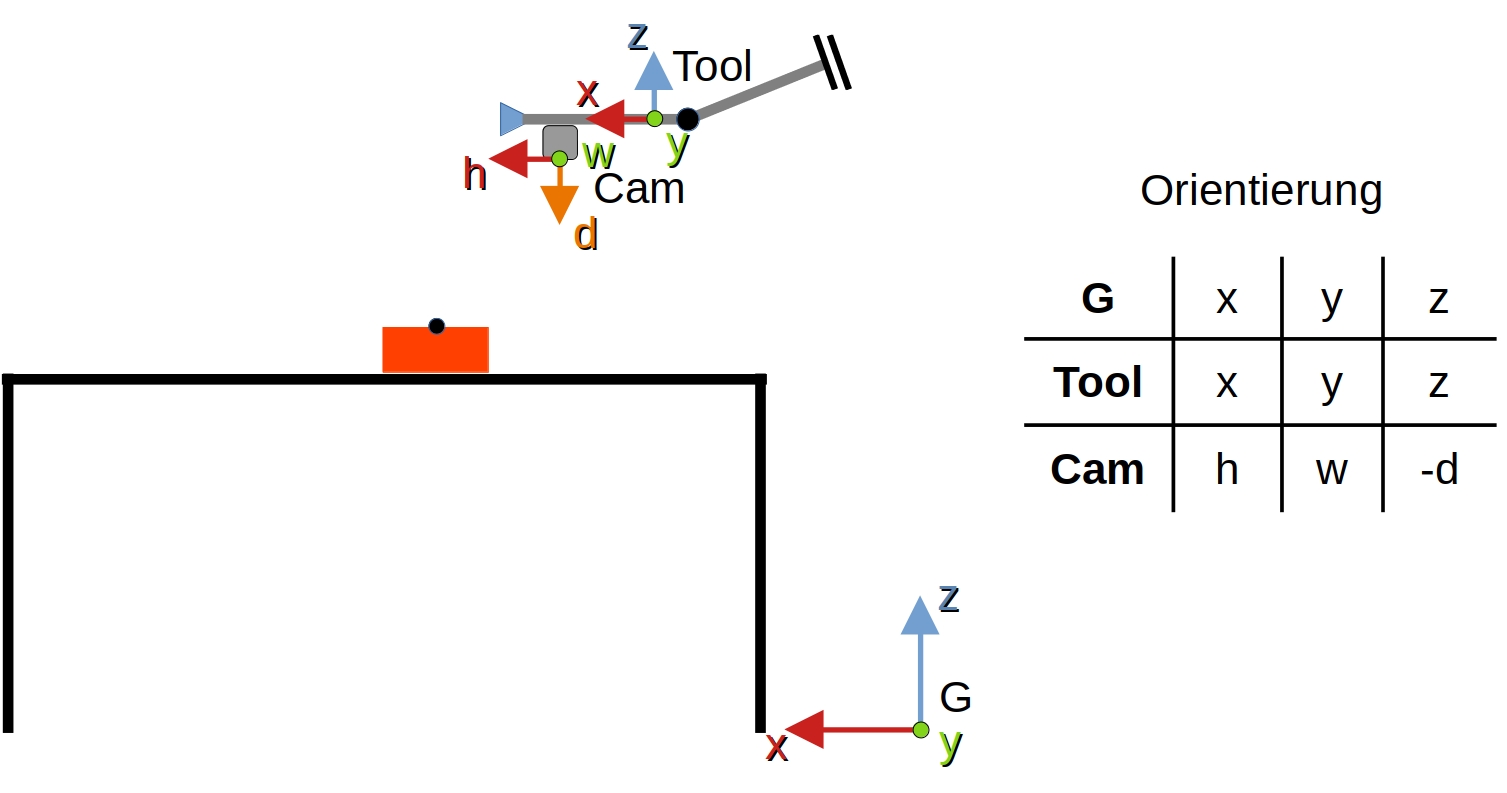 z
Tool
x
y
w
h
Cam
d
Orientierung
G x y z
Tool x y z
Cam h w -d
z
G
x
y